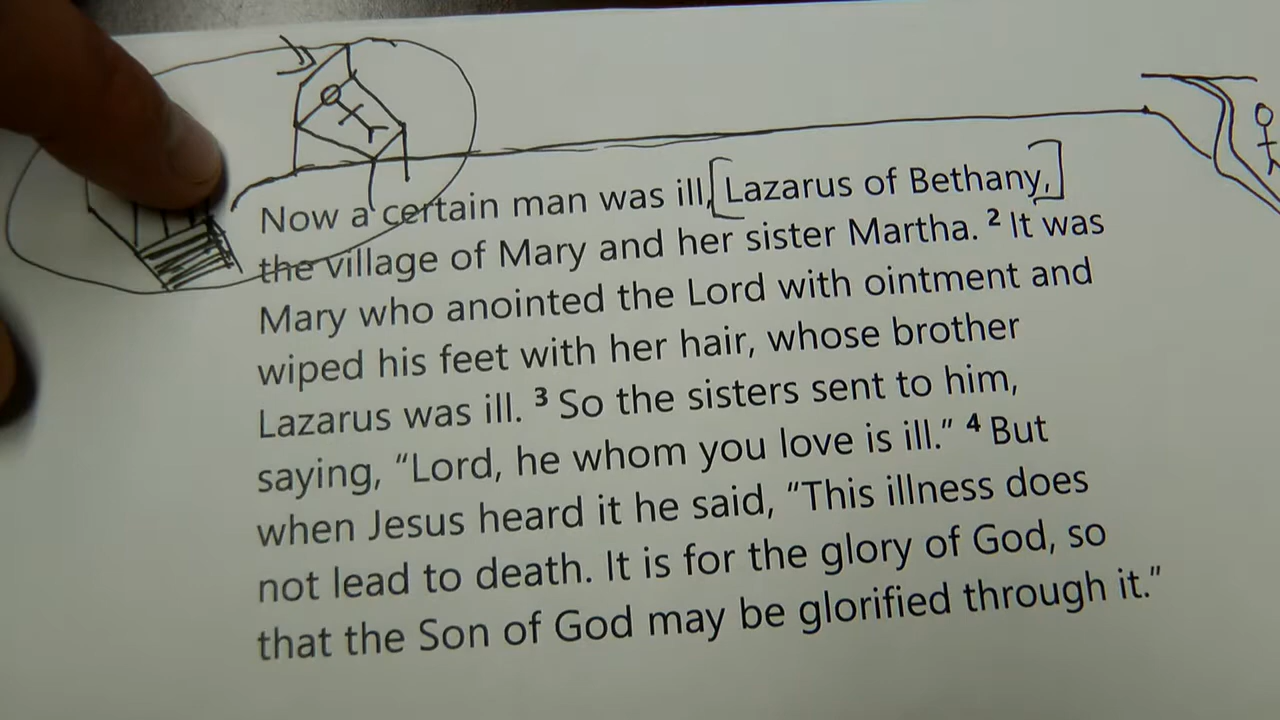 Now a certain man was ill, Lazarus of Bethany,
the village of Mary and her sister Martha. ² It was
Mary who anointed the Lord with ointment and
wiped his feet with her hair, whose brother
Lazarus was ill. ³ So the sisters sent to him,
saying, “Lord, he whom you love is ill.” ⁴ But
when Jesus heard it he said, “This illness does
not lead to death. It is for the glory of God, so
that the Son of God may be glorified through it.”